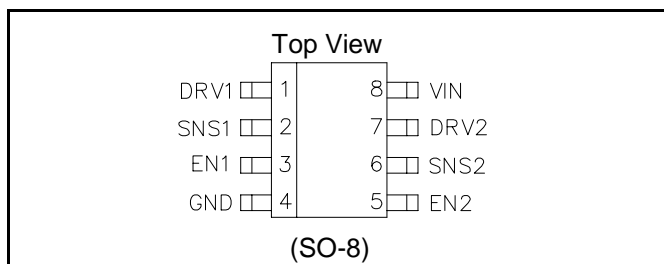 Top View
DRV1 1 8 VIN
SNS1 2 7 DRV2
EN1 3 6 SNS2
GND 4 5 EN2
(SO-8)